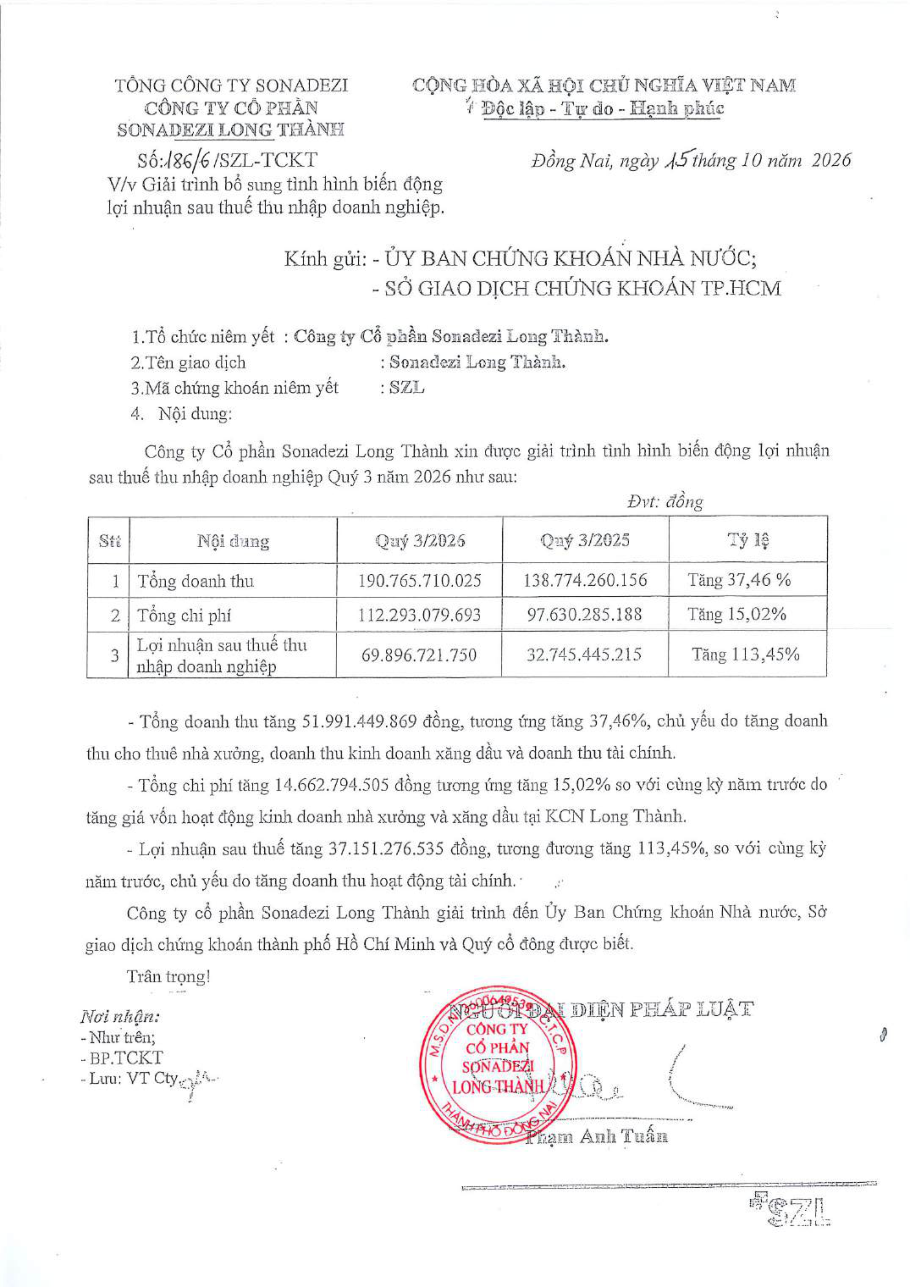 TỔNG CÔNG TY SONADEZI
CÔNG TY CỔ PHẦN
SONADEZI LONG THÀNH
Số:186/6/SZL-TCKT
V/v Giải trình bổ sung tình hình biến động
lợi nhuận sau thuế thu nhập doanh nghiệp.
CỘNG HÒA XÃ HỘI CHỦ NGHĨA VIỆT NAM
Độc lập - Tự do - Hạnh phúc
Đồng Nai, ngày 15 tháng 10 năm 2026
Kính gửi: - ỦY BAN CHỨNG KHOÁN NHÀ NƯỚC;
- SỞ GIAO DỊCH CHỨNG KHOÁN TP.HCM
1.Tổ chức niêm yết : Công ty Cổ phần Sonadezi Long Thành.
2.Tên giao dịch : Sonadezi Long Thành.
3.Mã chứng khoán niêm yết : SZL
4. Nội dung:
Công ty Cổ phần Sonadezi Long Thành xin được giải trình tình hình biến động lợi nhuận
sau thuế thu nhập doanh nghiệp Quý 3 năm 2026 như sau:
Đvt: đồng
Stt Nội dung Quý 3/2026 Quý 3/2025 Tỷ lệ
1 Tổng doanh thu 190.765.710.025 138.774.260.156 Tăng 37,46 %
2 Tổng chi phí 112.293.079.693 97.630.285.188 Tăng 15,02%
3 Lợi nhuận sau thuế thu
nhập doanh nghiệp 69.896.721.750 32.745.445.215 Tăng 113,45%
- Tổng doanh thu tăng 51.991.449.869 đồng, tương ứng tăng 37,46%, chủ yếu do tăng doanh
thu cho thuê nhà xưởng, doanh thu kinh doanh xăng dầu và doanh thu tài chính.
- Tổng chi phí tăng 14.662.794.505 đồng tương ứng tăng 15,02% so với cùng kỳ năm trước do
tăng giá vốn hoạt động kinh doanh nhà xưởng và xăng dầu tại KCN Long Thành.
- Lợi nhuận sau thuế tăng 37.151.276.535 đồng, tương đương tăng 113,45%, so với cùng kỳ
năm trước, chủ yếu do tăng doanh thu hoạt động tài chính.
Công ty cổ phần Sonadezi Long Thành giải trình đến Ủy Ban Chứng khoán Nhà nước, Sở
giao dịch chứng khoán thành phố Hồ Chí Minh và Quý cổ đông được biết.
Trân trọng!
Nơi nhận:
- Như trên;
- BP.TCKT
- Lưu: VT Cty
NGƯỜI ĐẠI DIỆN PHÁP LUẬT
M.S.D.N: 3600649539 - C.T.C.P
CÔNG TY
CỔ PHẦN
SONADEZI
LONG THÀNH
THÀNH PHỐ ĐỒNG NAI
Phạm Anh Tuấn
SZL